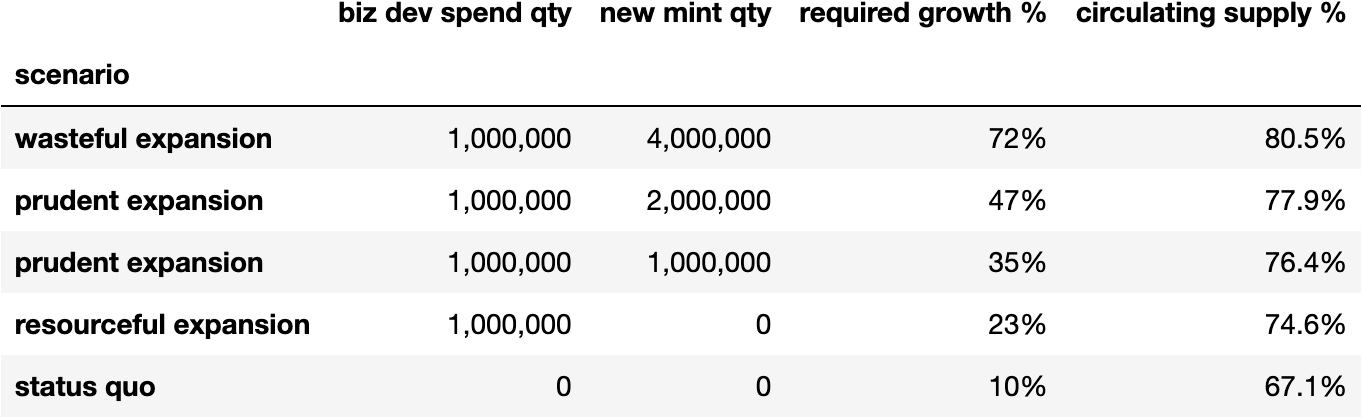 biz dev spend qty new mint qty required growth % circulating supply %
scenario
wasteful expansion 1,000,000 4,000,000 72% 80.5%
prudent expansion 1,000,000 2,000,000 47% 77.9%
prudent expansion 1,000,000 1,000,000 35% 76.4%
resourceful expansion 1,000,000 0 23% 74.6%
status quo 0 0 10% 67.1%